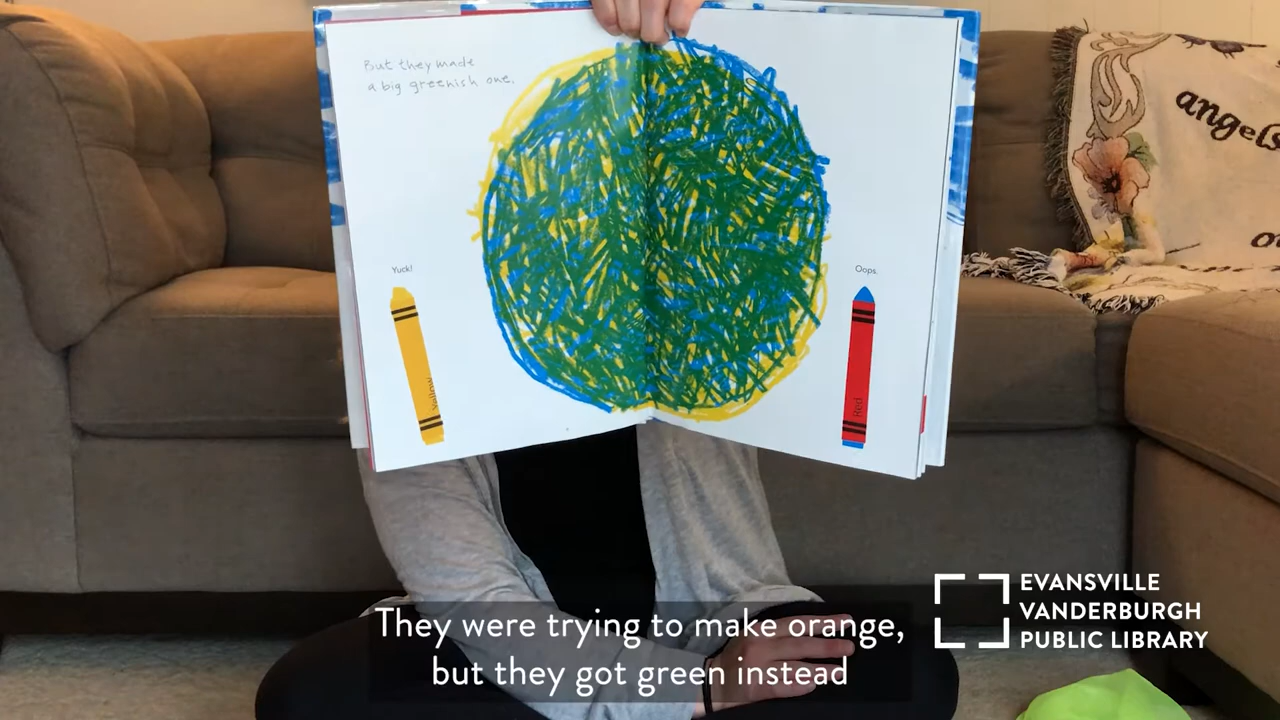 But they made
a big greenish one.
Yuck!
Oops.
Yellow
Red
angels
o
They were trying to make orange,
but they got green instead
EVANSVILLE
VANDERBURGH
PUBLIC LIBRARY